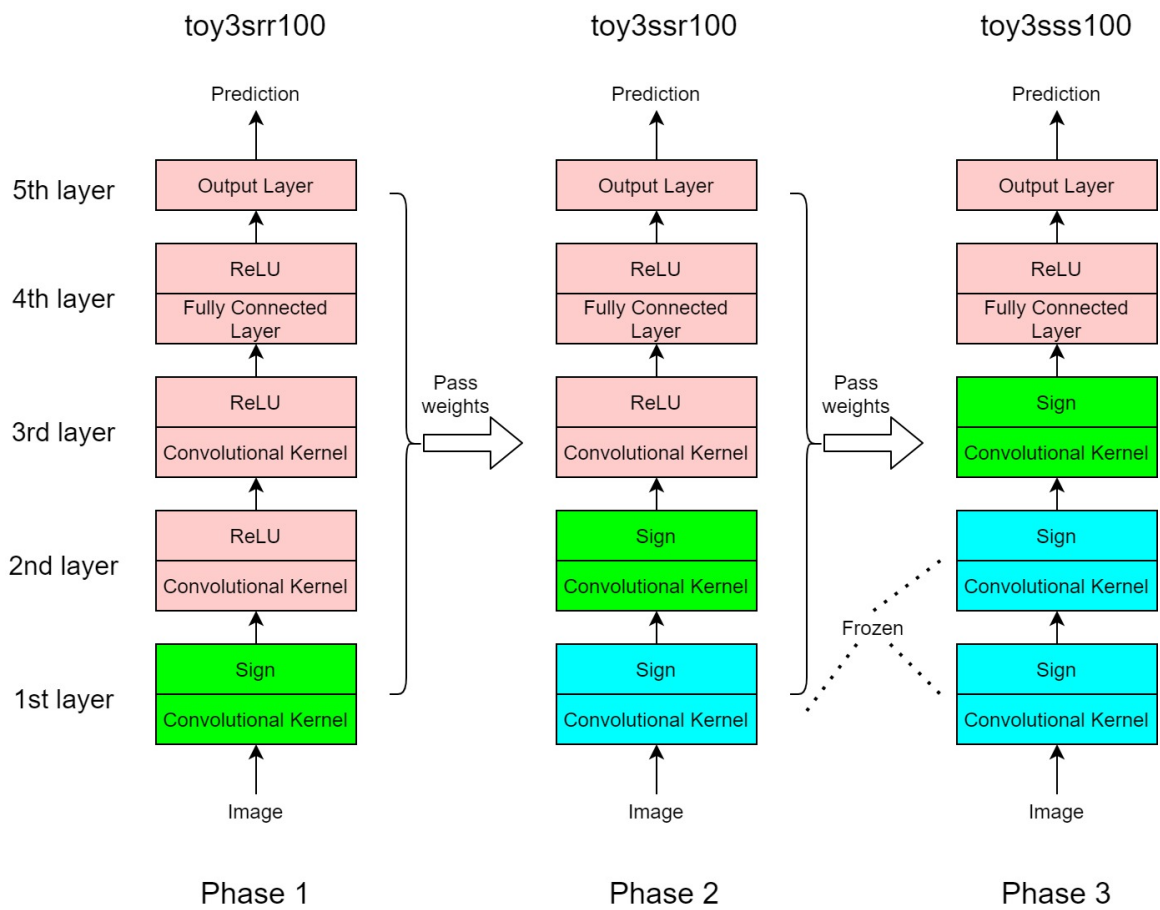 toy3srr100
toy3ssr100
toy3sss100
Prediction
Prediction
Prediction
5th layer
Output Layer
Output Layer
Output Layer
4th layer
ReLU
Fully Connected
Layer
ReLU
Fully Connected
Layer
ReLU
Fully Connected
Layer
3rd layer
ReLU
Convolutional Kernel
Pass
weights
ReLU
Convolutional Kernel
Pass
weights
Sign
Convolutional Kernel
2nd layer
ReLU
Convolutional Kernel
Sign
Convolutional Kernel
Sign
Convolutional Kernel
Frozen
1st layer
Sign
Convolutional Kernel
Sign
Convolutional Kernel
Sign
Convolutional Kernel
Image
Image
Image
Phase 1
Phase 2
Phase 3